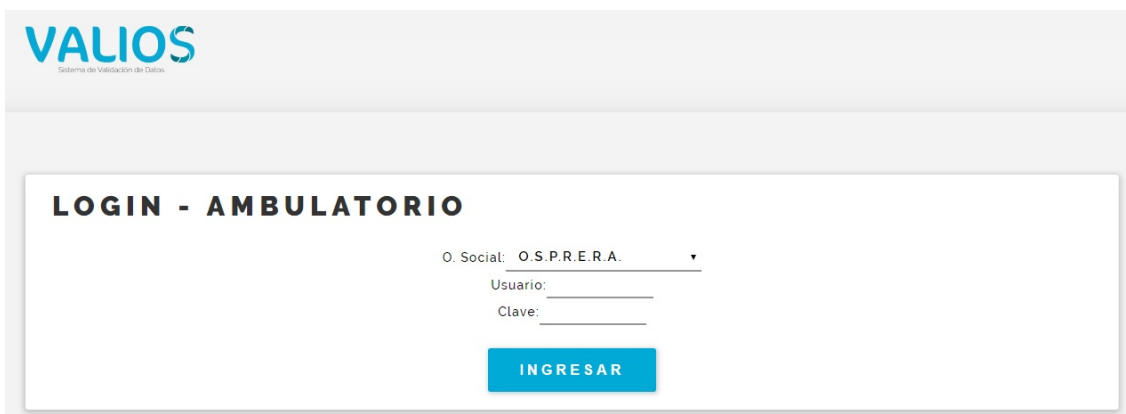 VALIOS
Sistema de Validación de Datos
LOGIN - AMBULATORIO
O. Social: O.S.P.R.E.R.A.
Usuario:
Clave:
INGRESAR